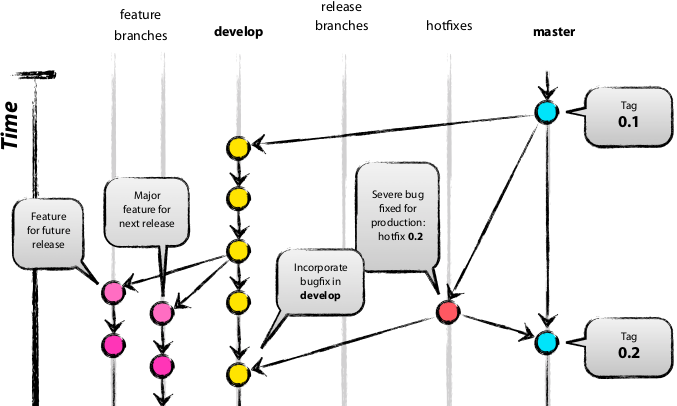 feature
branches
develop
release
branches
hotfixes
master
Time
Tag
0.1
Major
feature for
next release
Severe bug
fixed for
production:
hotfix 0.2
Feature
for future
release
Incorporate
bugfix in
develop
Tag
0.2